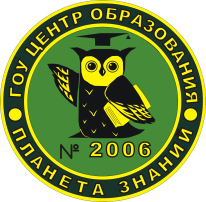 ГОУ ЦЕНТР ОБРАЗОВАНИЯ
№ 2006
ПЛАНЕТА ЗНАНИЙ